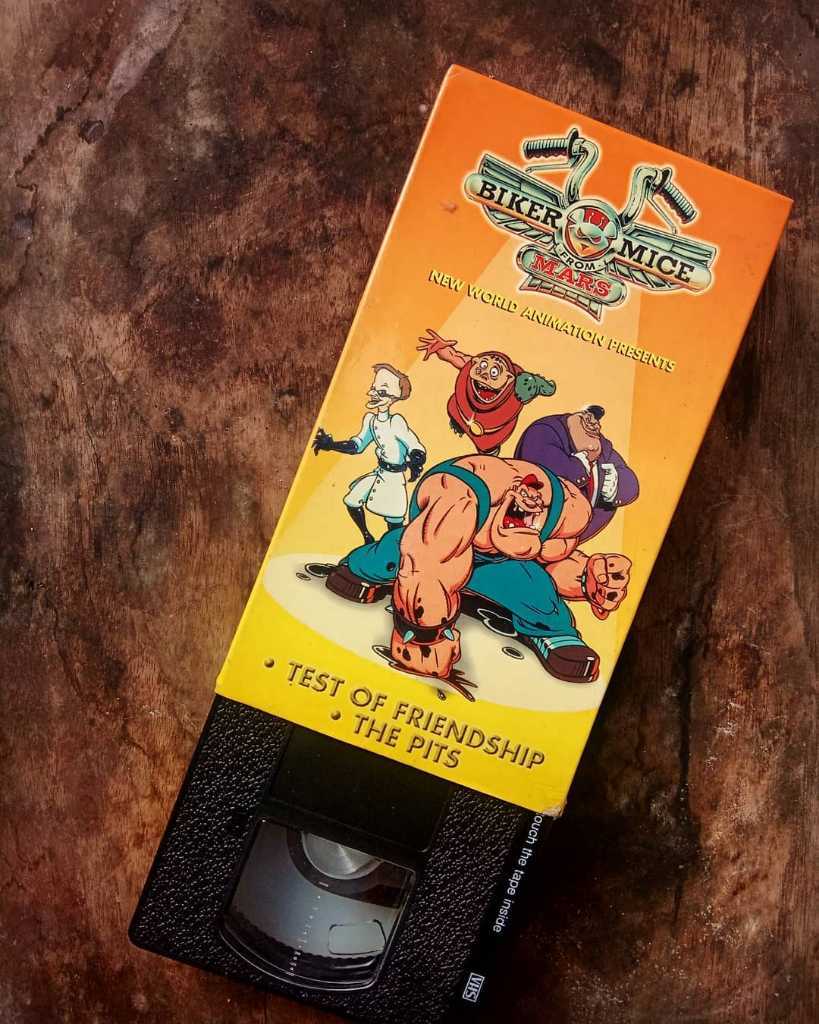 BIKER MICE
FROM
MARS
NEW WORLD ANIMATION PRESENTS
• TEST OF FRIENDSHIP
• THE PITS
ouch the tape inside
VHS